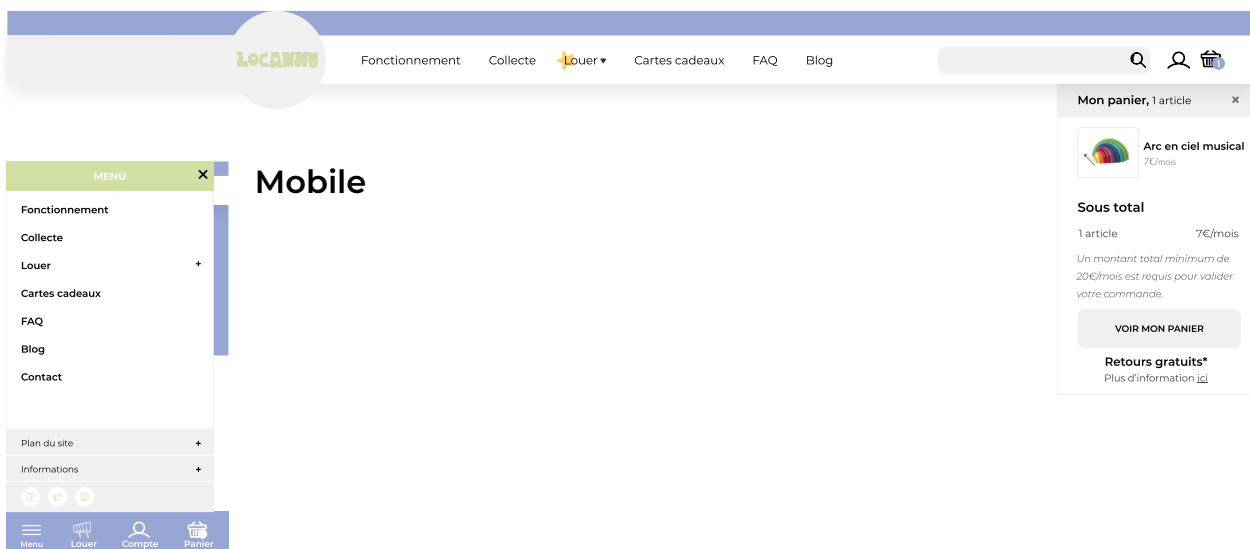 LOCANNY
Fonctionnement Collecte Louer ▾ Cartes cadeaux FAQ Blog
1
Mon panier, 1 article ×
Arc en ciel musical
7€/mois
Sous total
1 article 7€/mois
Un montant total minimum de
20€/mois est requis pour valider
votre commande.
VOIR MON PANIER
Retours gratuits*
Plus d'information ici
Mobile
MENU ×
Fonctionnement
Collecte
Louer +
Cartes cadeaux
FAQ
Blog
Contact
Plan du site +
Informations +
Menu Louer Compte Panier